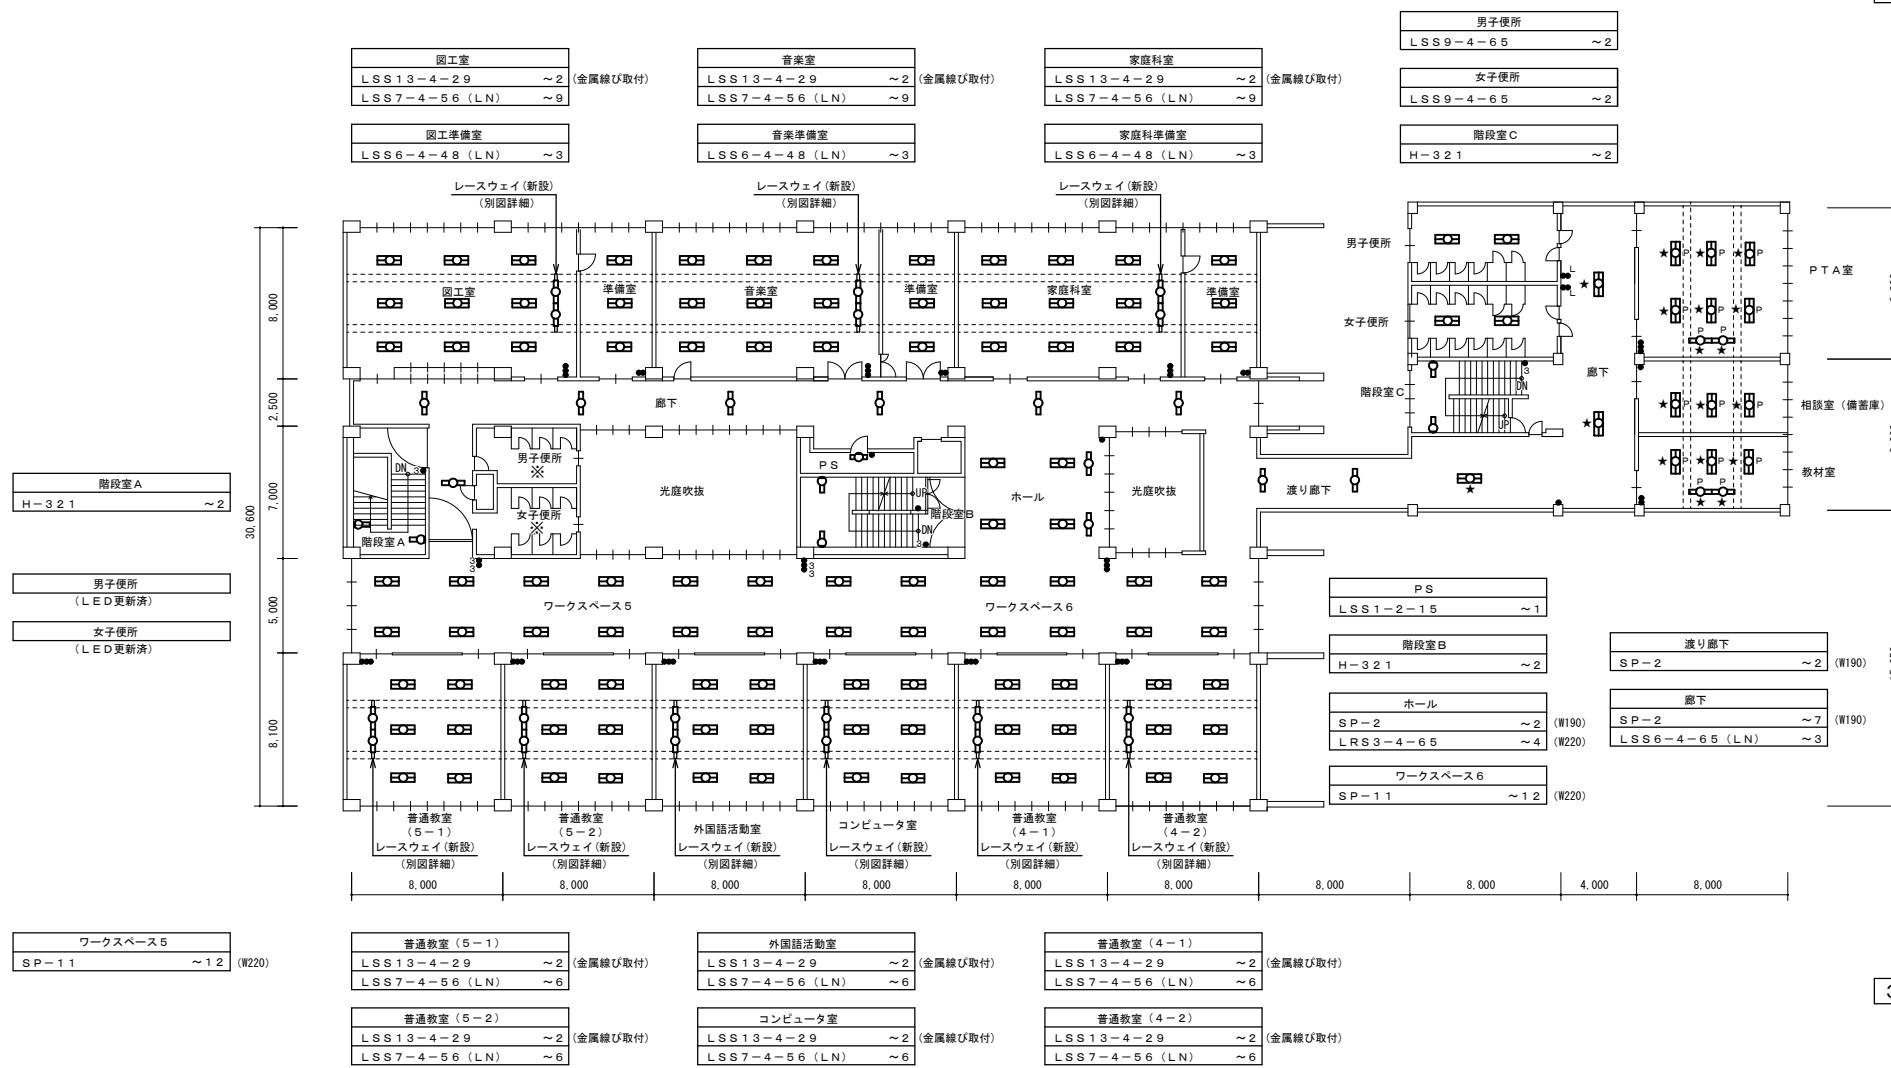 男子便所
ＬＳＳ９－４－６５　～２
女子便所
ＬＳＳ９－４－６５　～２
階段室Ｃ
Ｈ－３２１　～２
図工室
ＬＳＳ１３－４－２９　～２ (金属線ぴ取付)
ＬＳＳ７－４－５６（ＬＮ）　～９
音楽室
ＬＳＳ１３－４－２９　～２ (金属線ぴ取付)
ＬＳＳ７－４－５６（ＬＮ）　～９
家庭科室
ＬＳＳ１３－４－２９　～２ (金属線ぴ取付)
ＬＳＳ７－４－５６（ＬＮ）　～９
図工準備室
ＬＳＳ６－４－４８（ＬＮ）　～３
音楽準備室
ＬＳＳ６－４－４８（ＬＮ）　～３
家庭科準備室
ＬＳＳ６－４－４８（ＬＮ）　～３
レースウェイ(新設)
(別図詳細)
レースウェイ(新設)
(別図詳細)
レースウェイ(新設)
(別図詳細)
図工室
準備室
音楽室
準備室
家庭科室
準備室
男子便所
女子便所
階段室Ｃ
廊下
ＰＴＡ室
相談室（備蓄庫）
教材室
L
L
3
DN
UP
★P ★P ★P
★P ★P ★P
P P
★ ★
★P ★P ★P
★P ★P ★P
P P
★ ★
★
★
★
8,000
2,500
7,000
5,000
8,100
30,600
廊下
男子便所
※
女子便所
※
光庭吹抜
ＰＳ
UP
DN
3
階段室Ｂ
ホール
光庭吹抜
渡り廊下
DN
3
階段室Ａ
3
3
3
3
ワークスペース５
ワークスペース６
階段室Ａ
Ｈ－３２１　～２
男子便所
(ＬＥＤ更新済)
女子便所
(ＬＥＤ更新済)
ＰＳ
ＬＳＳ１－２－１５　～１
階段室Ｂ
Ｈ－３２１　～２
ホール
ＳＰ－２　～２ (W190)
ＬＲＳ３－４－６５　～４ (W220)
ワークスペース６
ＳＰ－１１　～１２ (W220)
渡り廊下
ＳＰ－２　～２ (W190)
廊下
ＳＰ－２　～７ (W190)
ＬＳＳ６－４－６５（ＬＮ）　～３
普通教室
(５－１)
レースウェイ(新設)
(別図詳細)
普通教室
(５－２)
レースウェイ(新設)
(別図詳細)
外国語活動室
レースウェイ(新設)
(別図詳細)
コンピュータ室
レースウェイ(新設)
(別図詳細)
普通教室
(４－１)
レースウェイ(新設)
(別図詳細)
普通教室
(４－２)
レースウェイ(新設)
(別図詳細)
8,000 8,000 8,000 8,000 8,000 8,000 8,000 8,000 4,000 8,000
ワークスペース５
ＳＰ－１１　～１２ (W220)
普通教室（５－１）
ＬＳＳ１３－４－２９　～２ (金属線ぴ取付)
ＬＳＳ７－４－５６（ＬＮ）　～６
外国語活動室
ＬＳＳ１３－４－２９　～２ (金属線ぴ取付)
ＬＳＳ７－４－５６（ＬＮ）　～６
普通教室（４－１）
ＬＳＳ１３－４－２９　～２ (金属線ぴ取付)
ＬＳＳ７－４－５６（ＬＮ）　～６
普通教室（５－２）
ＬＳＳ１３－４－２９　～２ (金属線ぴ取付)
ＬＳＳ７－４－５６（ＬＮ）　～６
コンピュータ室
ＬＳＳ１３－４－２９　～２ (金属線ぴ取付)
ＬＳＳ７－４－５６（ＬＮ）　～６
普通教室（４－２）
ＬＳＳ１３－４－２９　～２ (金属線ぴ取付)
ＬＳＳ７－４－５６（ＬＮ）　～６